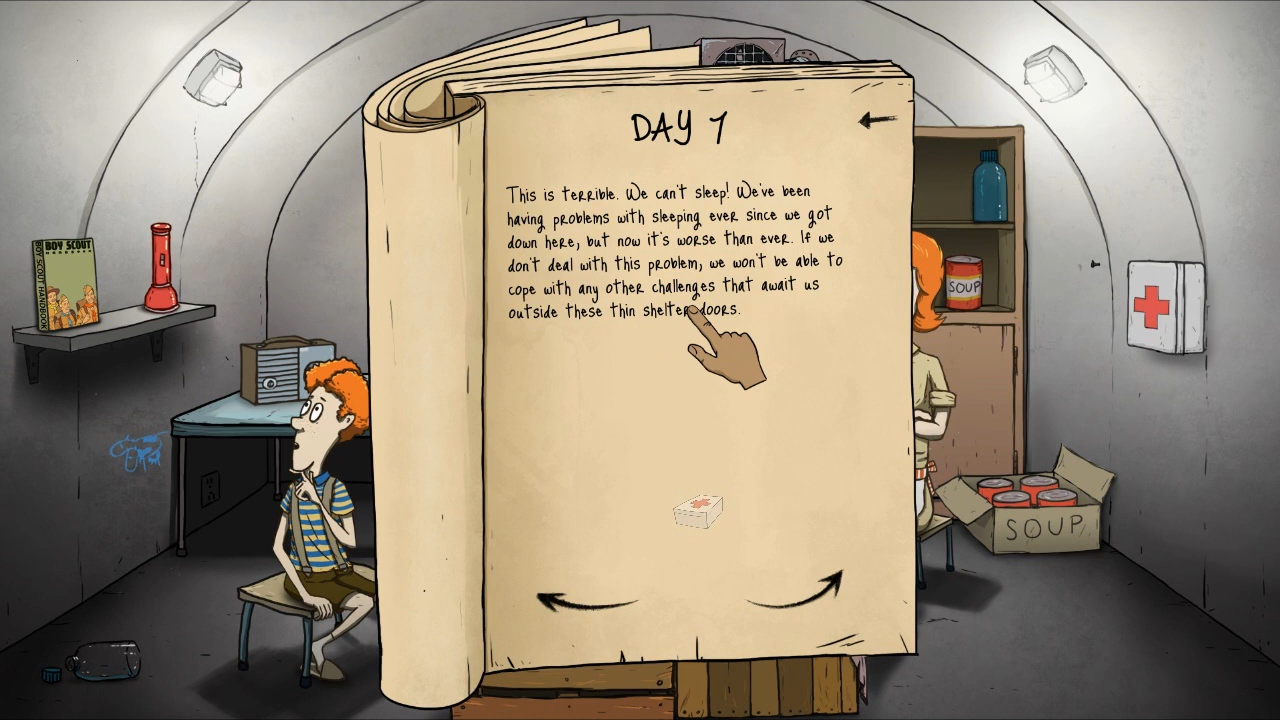 DAY 7
This is terrible. We can't sleep! We've been
having problems with sleeping ever since we got
down here, but now it's worse than ever. If we
don't deal with this problem, we won't be able to
cope with any other challenges that await us
outside these thin shelter doors.
BOY SCOUT
BOY SCOUT HANDBOOK
SOUP
SOUP